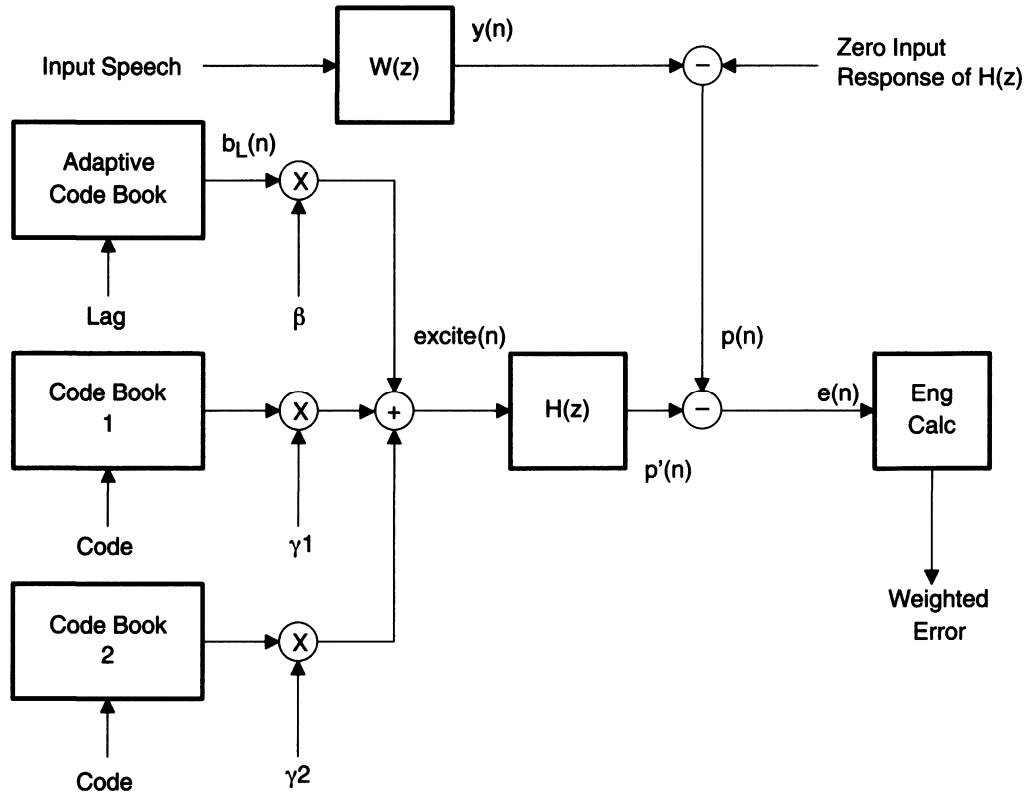 y(n)
Input Speech
W(z)
−
Zero Input
Response of H(z)
Adaptive
Code Book
bL(n)
X
Lag
β
excite(n)
p(n)
Code Book
1
X
+
H(z)
−
e(n)
Eng
Calc
p'(n)
Code
γ1
Weighted
Error
Code Book
2
X
Code
γ2